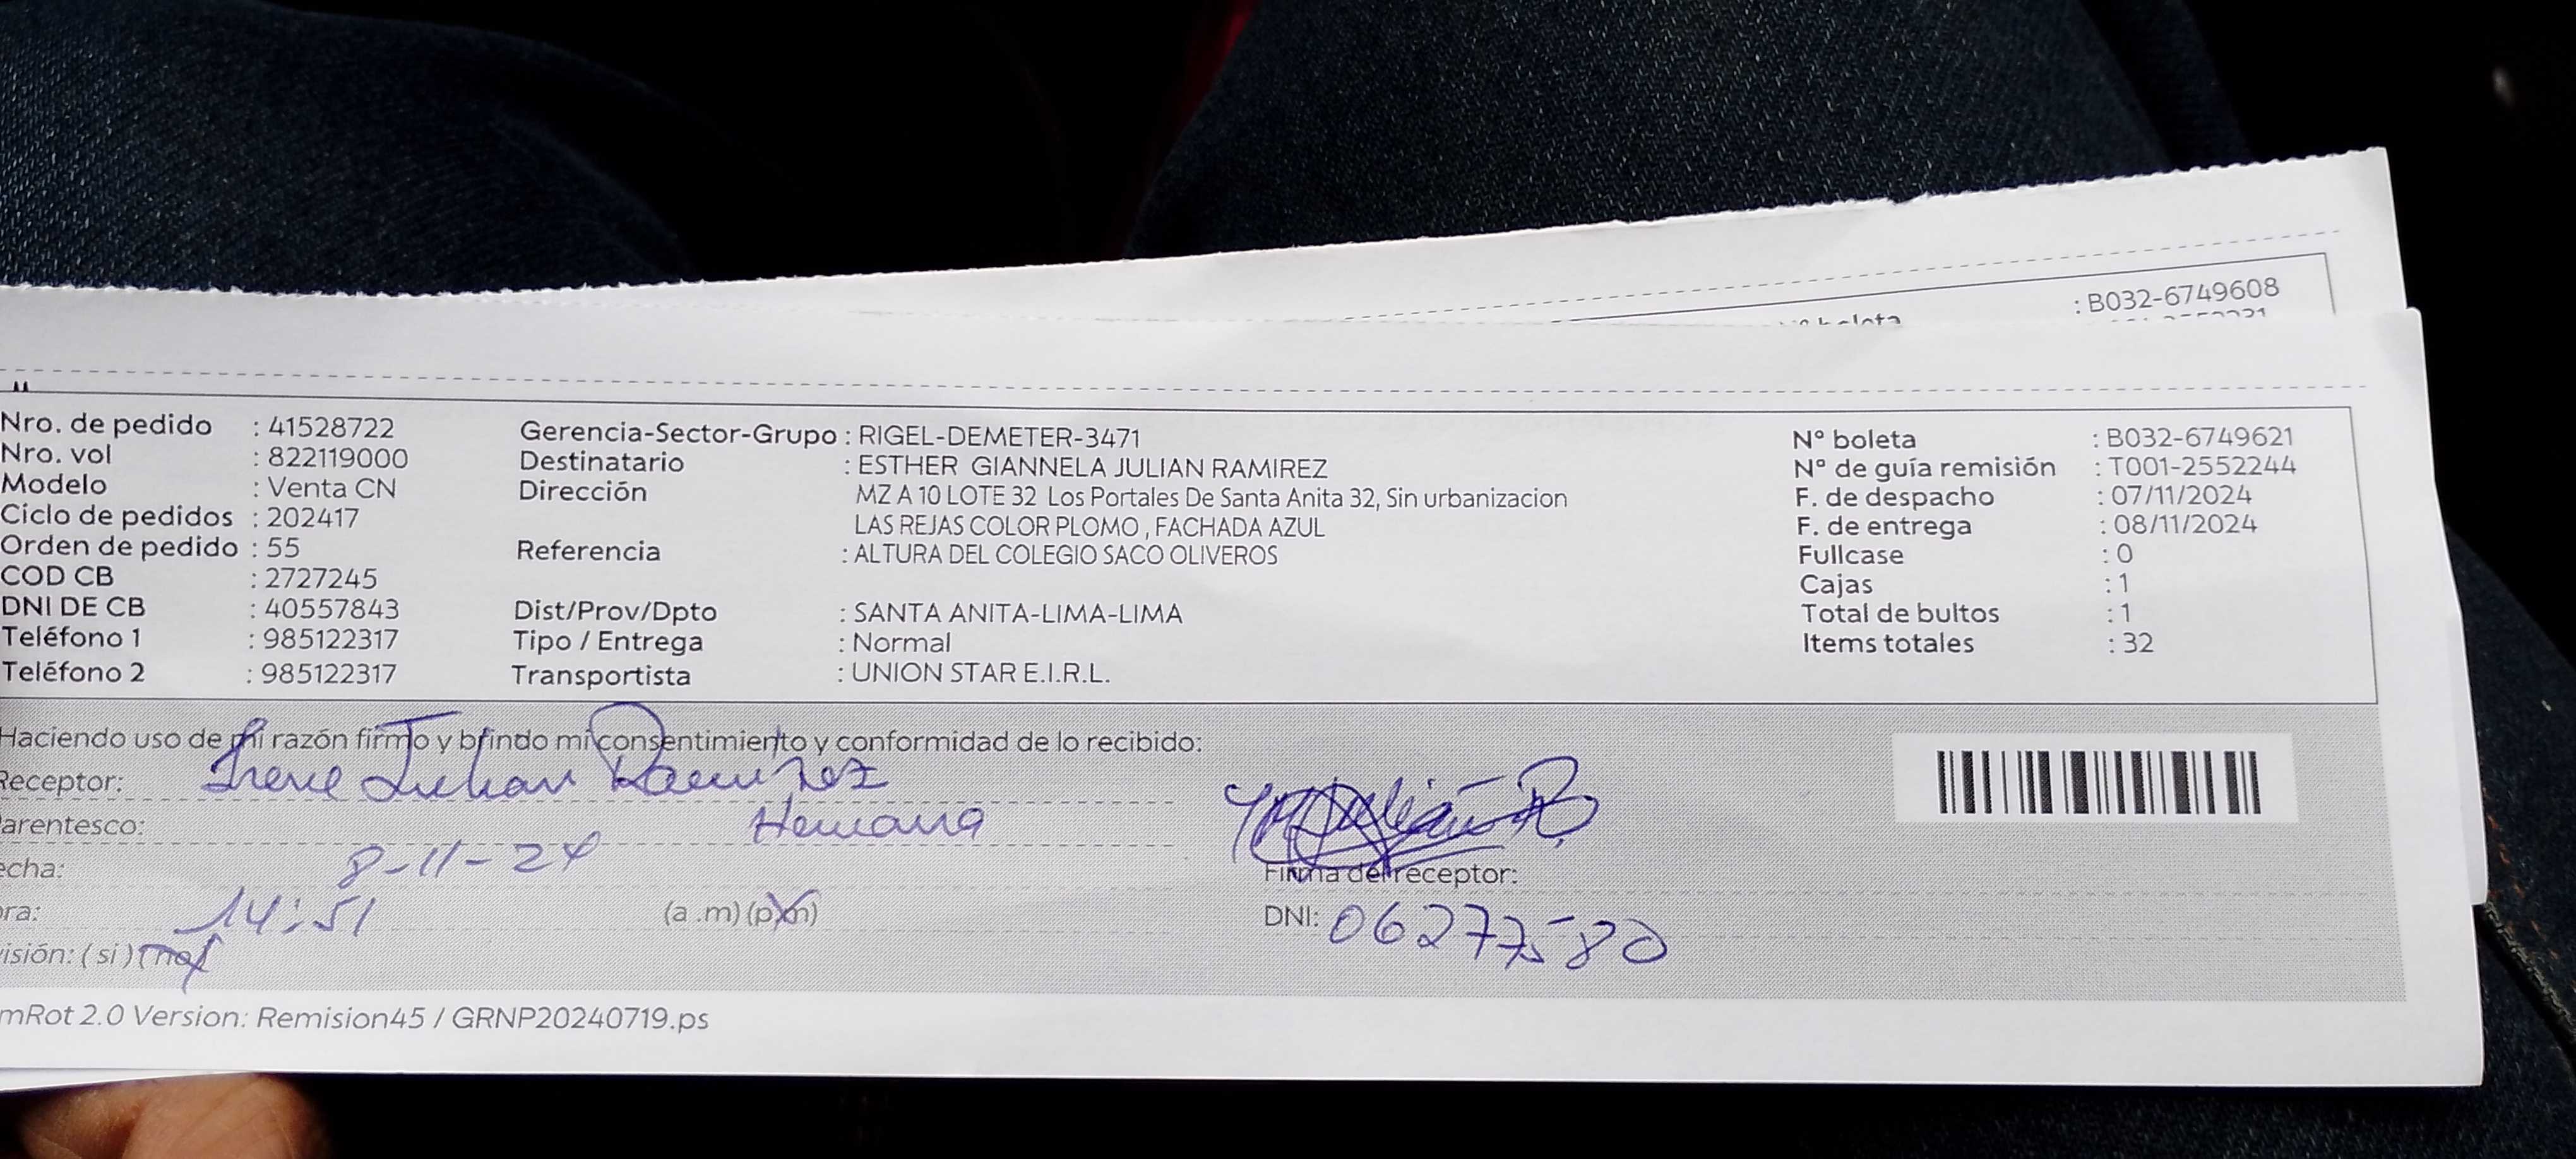 : B032-6749608
Nro. de pedido : 41528722
Nro. vol : 822119000
Modelo : Venta CN
Ciclo de pedidos : 202417
Orden de pedido : 55
COD CB : 2727245
DNI DE CB : 40557843
Teléfono 1 : 985122317
Teléfono 2 : 985122317
Gerencia-Sector-Grupo : RIGEL-DEMETER-3471
Destinatario : ESTHER GIANNELA JULIAN RAMIREZ
Dirección MZ A 10 LOTE 32 Los Portales De Santa Anita 32, Sin urbanizacion
LAS REJAS COLOR PLOMO , FACHADA AZUL
Referencia : ALTURA DEL COLEGIO SACO OLIVEROS
Dist/Prov/Dpto : SANTA ANITA-LIMA-LIMA
Tipo / Entrega : Normal
Transportista : UNION STAR E.I.R.L.
N° boleta : B032-6749621
N° de guía remisión : T001-2552244
F. de despacho : 07/11/2024
F. de entrega : 08/11/2024
Fullcase : 0
Cajas : 1
Total de bultos : 1
Items totales : 32
Haciendo uso de mi razón firmo y brindo mi consentimiento y conformidad de lo recibido:
Receptor: Irene Julian Ramirez
arentesco: Hermana
echa: 8-11-24
ora: 14:51 (a .m) (p.m)
isión: ( si ) (no)
Firma del receptor:
DNI: 06277580
mRot 2.0 Version: Remision45 / GRNP20240719.ps